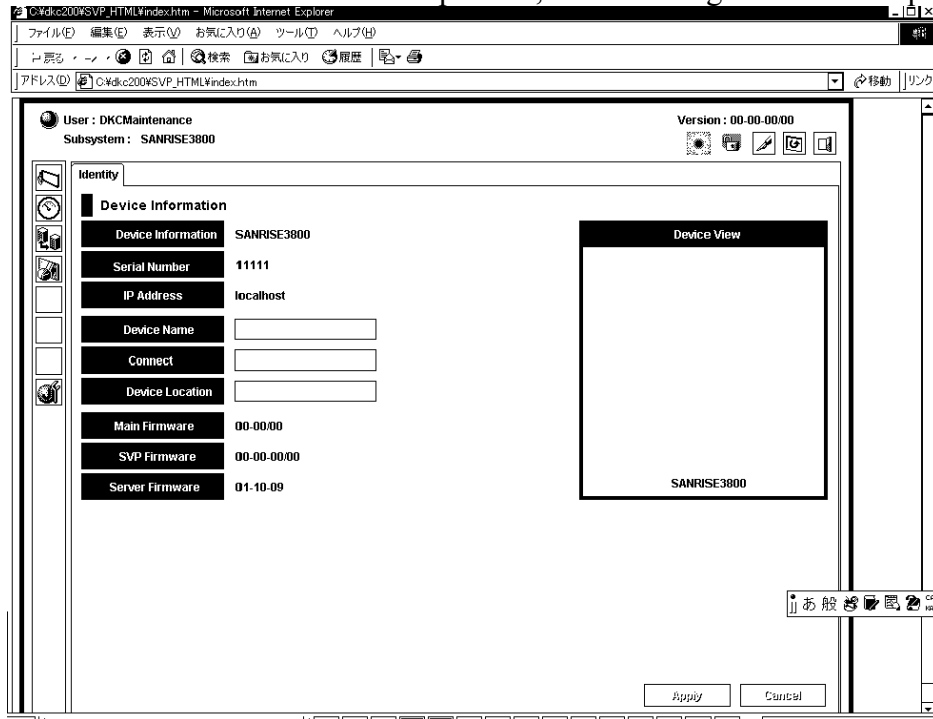 C:¥dkc200¥SVP_HTML¥index.htm - Microsoft Internet Explorer
ファイル(F) 編集(E) 表示(V) お気に入り(A) ツール(T) ヘルプ(H)
戻る 検索 お気に入り 履歴
アドレス(D) C:¥dkc200¥SVP_HTML¥index.htm 移動 リンク
User : DKCMaintenance Version : 00-00-00/00
Subsystem : SANRISE3800
Identity
Device Information
Device Information SANRISE3800 Device View
Serial Number 11111
IP Address localhost
Device Name
Connect
Device Location
Main Firmware 00-00/00
SVP Firmware 00-00-00/00
Server Firmware 01-10-09 SANRISE3800
あ 般
Apply Cancel